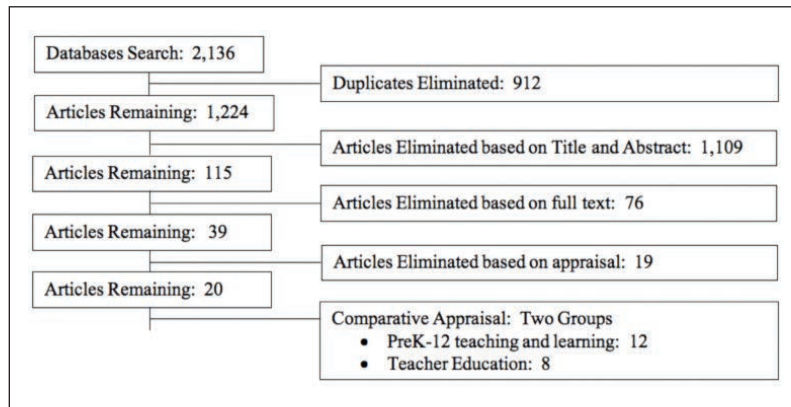 Databases Search: 2,136
Duplicates Eliminated: 912
Articles Remaining: 1,224
Articles Eliminated based on Title and Abstract: 1,109
Articles Remaining: 115
Articles Eliminated based on full text: 76
Articles Remaining: 39
Articles Eliminated based on appraisal: 19
Articles Remaining: 20
Comparative Appraisal: Two Groups
• PreK-12 teaching and learning: 12
• Teacher Education: 8